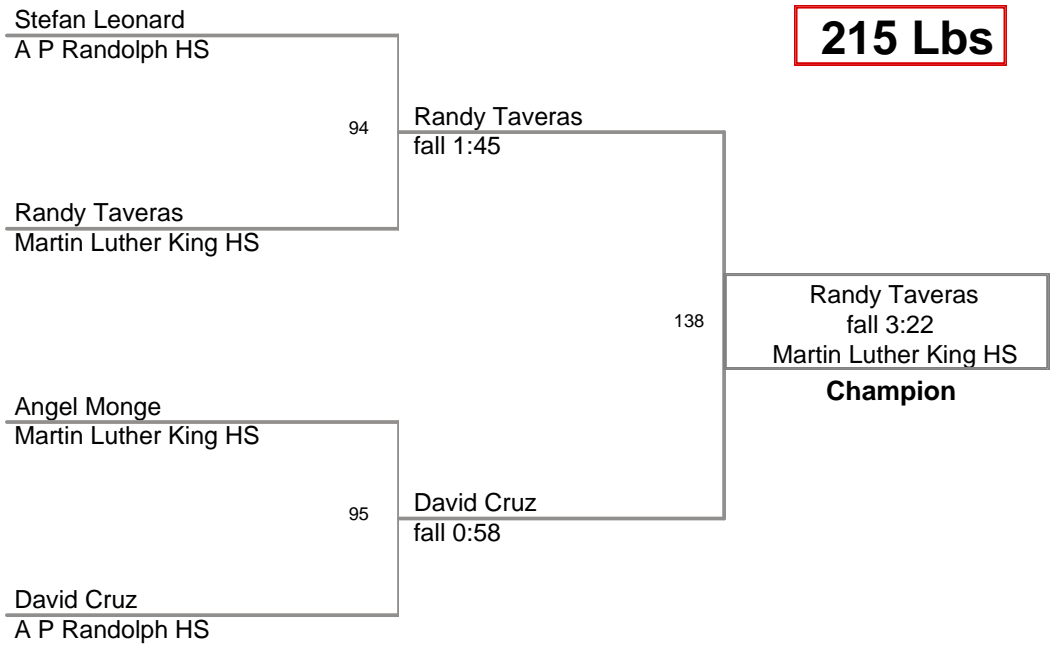 Stefan Leonard
A P Randolph HS
215 Lbs
94
Randy Taveras
fall 1:45
Randy Taveras
Martin Luther King HS
138
Randy Taveras
fall 3:22
Martin Luther King HS
Champion
Angel Monge
Martin Luther King HS
95
David Cruz
fall 0:58
David Cruz
A P Randolph HS